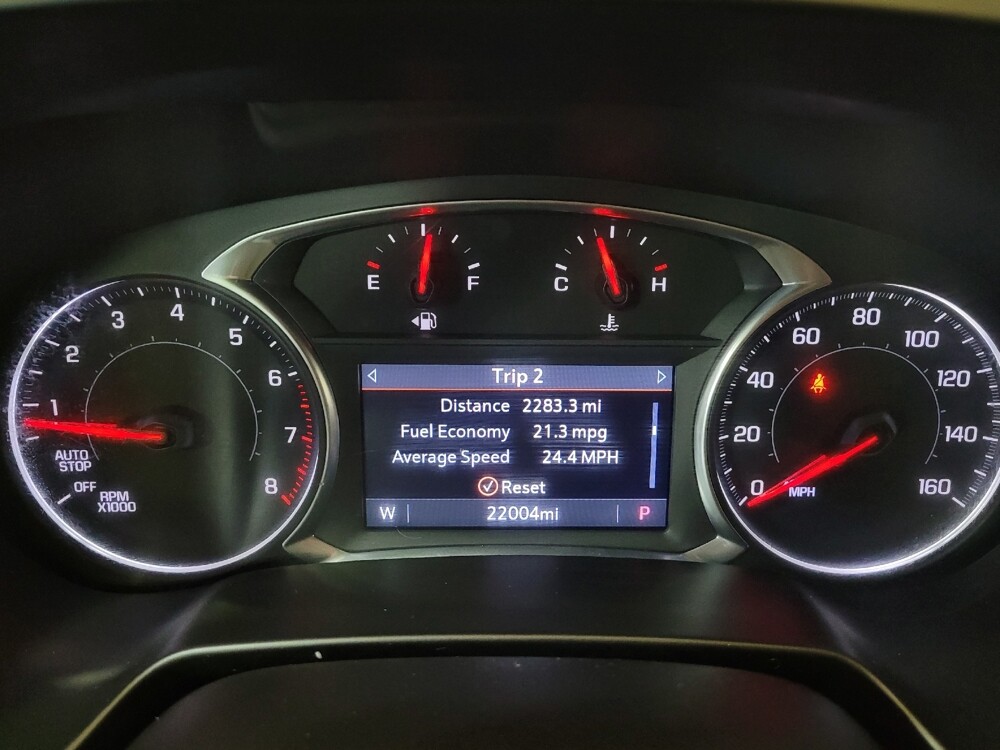 E F
C H
1
2
3
4
5
6
7
8
AUTO
STOP
OFF
RPM
X1000
Trip 2
Distance 2283.3 mi
Fuel Economy 21.3 mpg
Average Speed 24.4 MPH
Reset
W 22004mi P
0
20
40
60
80
100
120
140
160
MPH